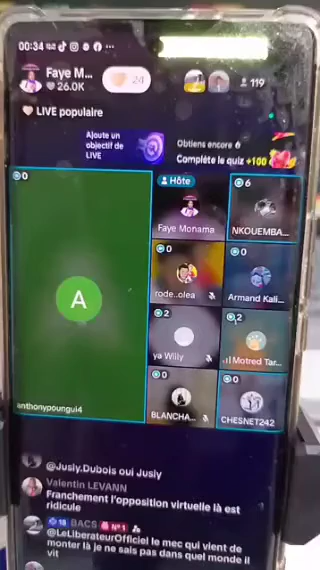 00:34
Faye M...
26.0K
24
119
LIVE populaire
Ajoute un
objectif de
LIVE
Obtiens encore
Complète le quiz +100
0
Hôte
Faye Monama
6
NKOUEMBA...
0
rode..olea
0
Armand Kali...
A
2
ya Willy
2
Motred Tar...
0
BLANCHA...
0
CHESNET242
anthonypoungui4
@Jusly.Dubois oui Jusly
Valentin LEVANN
Franchement l'opposition virtuelle là est
ridicule
18 BACS N°1
@LeLiberateurOfficiel le mec qui vient de
monter là je ne sais pas dans quel monde il
vit